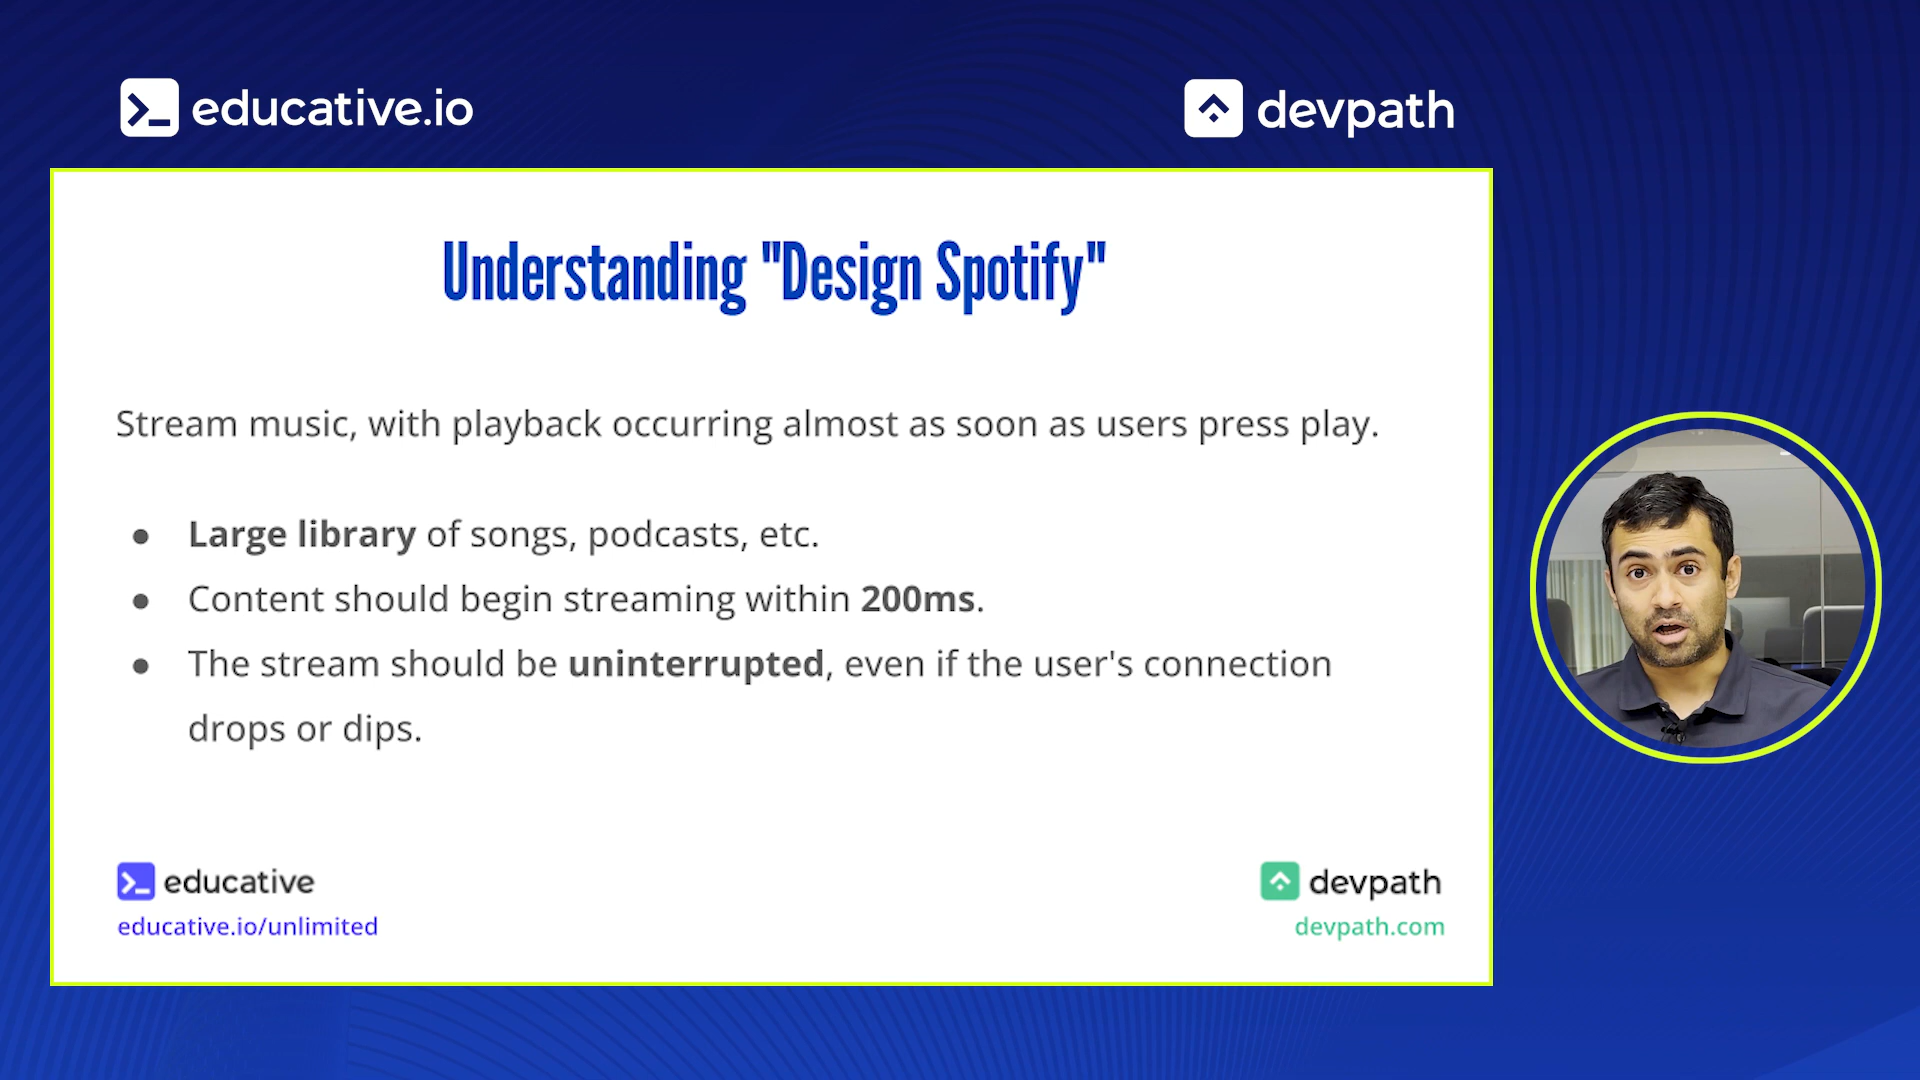 educative.io
devpath
Understanding "Design Spotify"
Stream music, with playback occurring almost as soon as users press play.
● Large library of songs, podcasts, etc.
● Content should begin streaming within 200ms.
● The stream should be uninterrupted, even if the user's connection
drops or dips.
educative
devpath
educative.io/unlimited
devpath.com